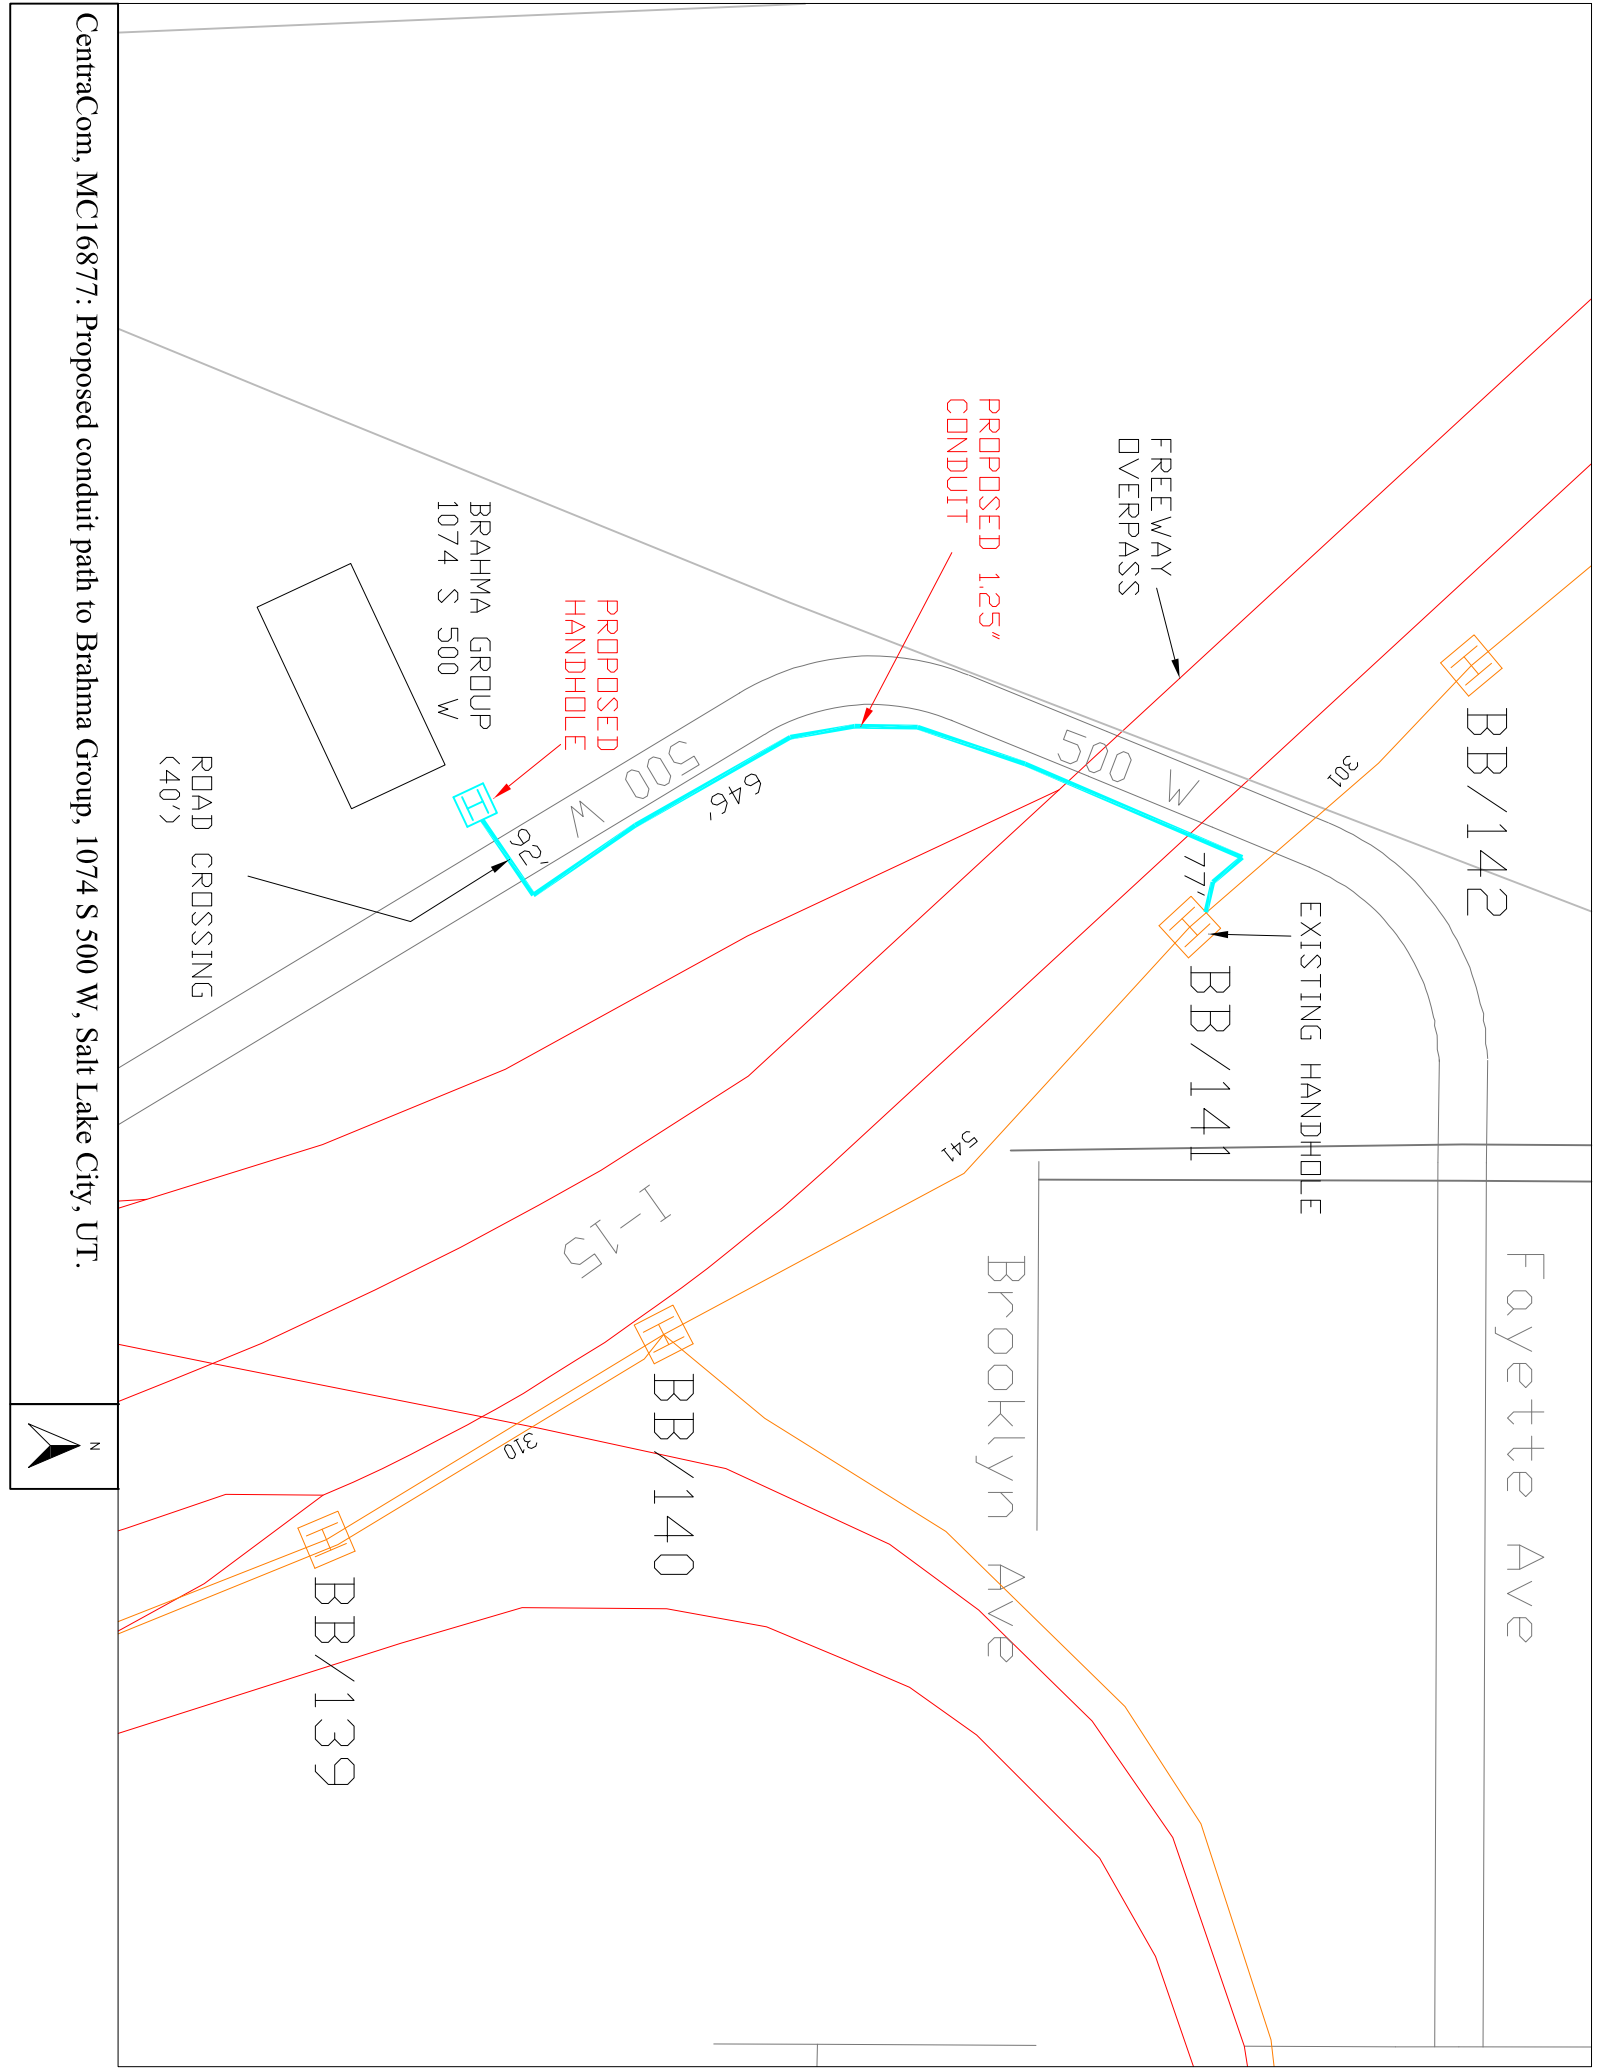 FREEWAY
OVERPASS
PROPOSED 1.25"
CONDUIT
BRAHMA GROUP
1074 S 500 W
PROPOSED
HANDHOLE
ROAD CROSSING
(40')
500 W
500 W
646'
92'
77'
301
BB/142
EXISTING HANDHOLE
BB/141
541
I-15
BB/140
310
BB/139
Fayette Ave
Brooklyn Ave
CentraCom, MC16877: Proposed conduit path to Brahma Group, 1074 S 500 W, Salt Lake City, UT.
N